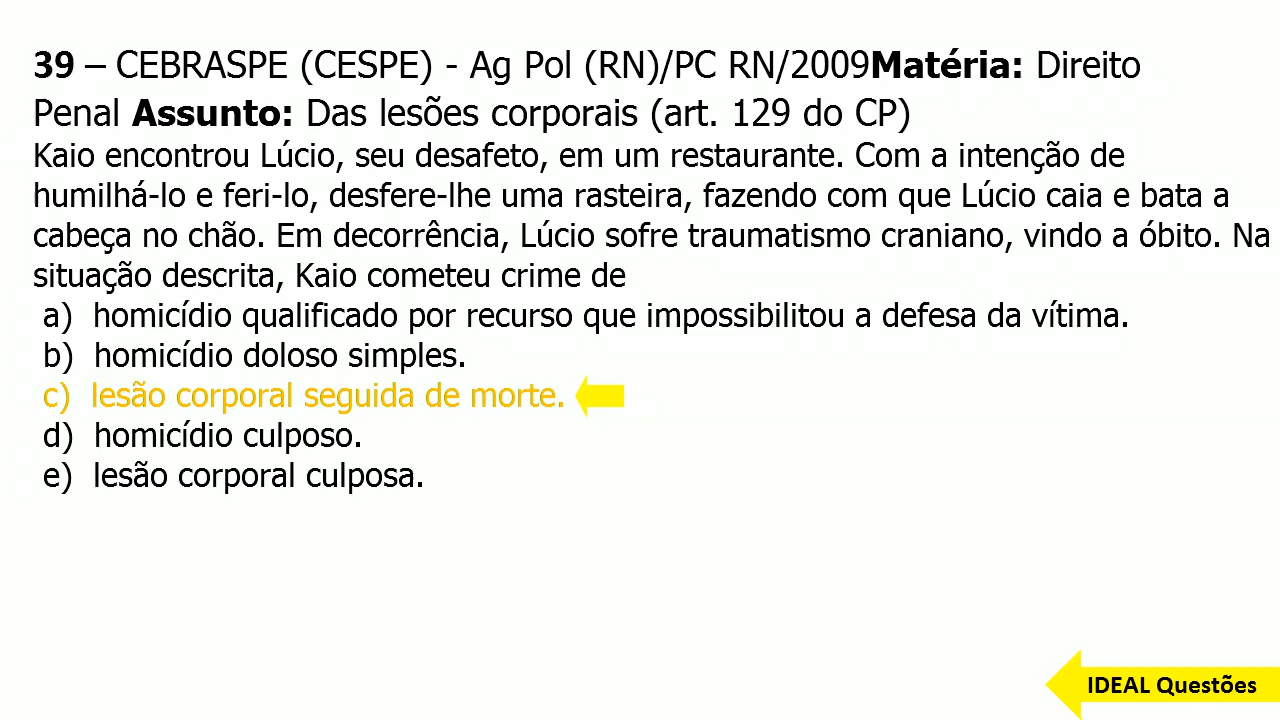 39 – CEBRASPE (CESPE) - Ag Pol (RN)/PC RN/2009Matéria: Direito
Penal Assunto: Das lesões corporais (art. 129 do CP)
Kaio encontrou Lúcio, seu desafeto, em um restaurante. Com a intenção de
humilhá-lo e feri-lo, desfere-lhe uma rasteira, fazendo com que Lúcio caia e bata a
cabeça no chão. Em decorrência, Lúcio sofre traumatismo craniano, vindo a óbito. Na
situação descrita, Kaio cometeu crime de
a) homicídio qualificado por recurso que impossibilitou a defesa da vítima.
b) homicídio doloso simples.
c) lesão corporal seguida de morte.
d) homicídio culposo.
e) lesão corporal culposa.
IDEAL Questões